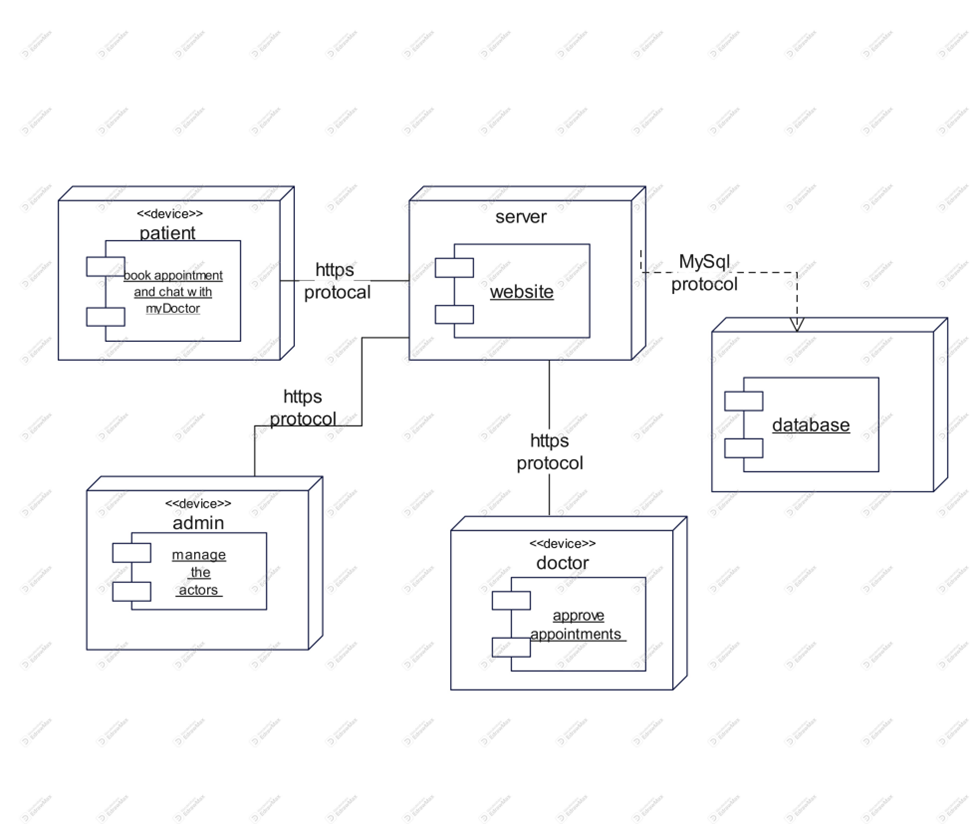 <<device>>
patient
book appointment
and chat with
myDoctor
https
protocal
server
website
MySql
protocol
database
https
protocol
<<device>>
admin
manage
the
actors
https
protocol
<<device>>
doctor
approve
appointments